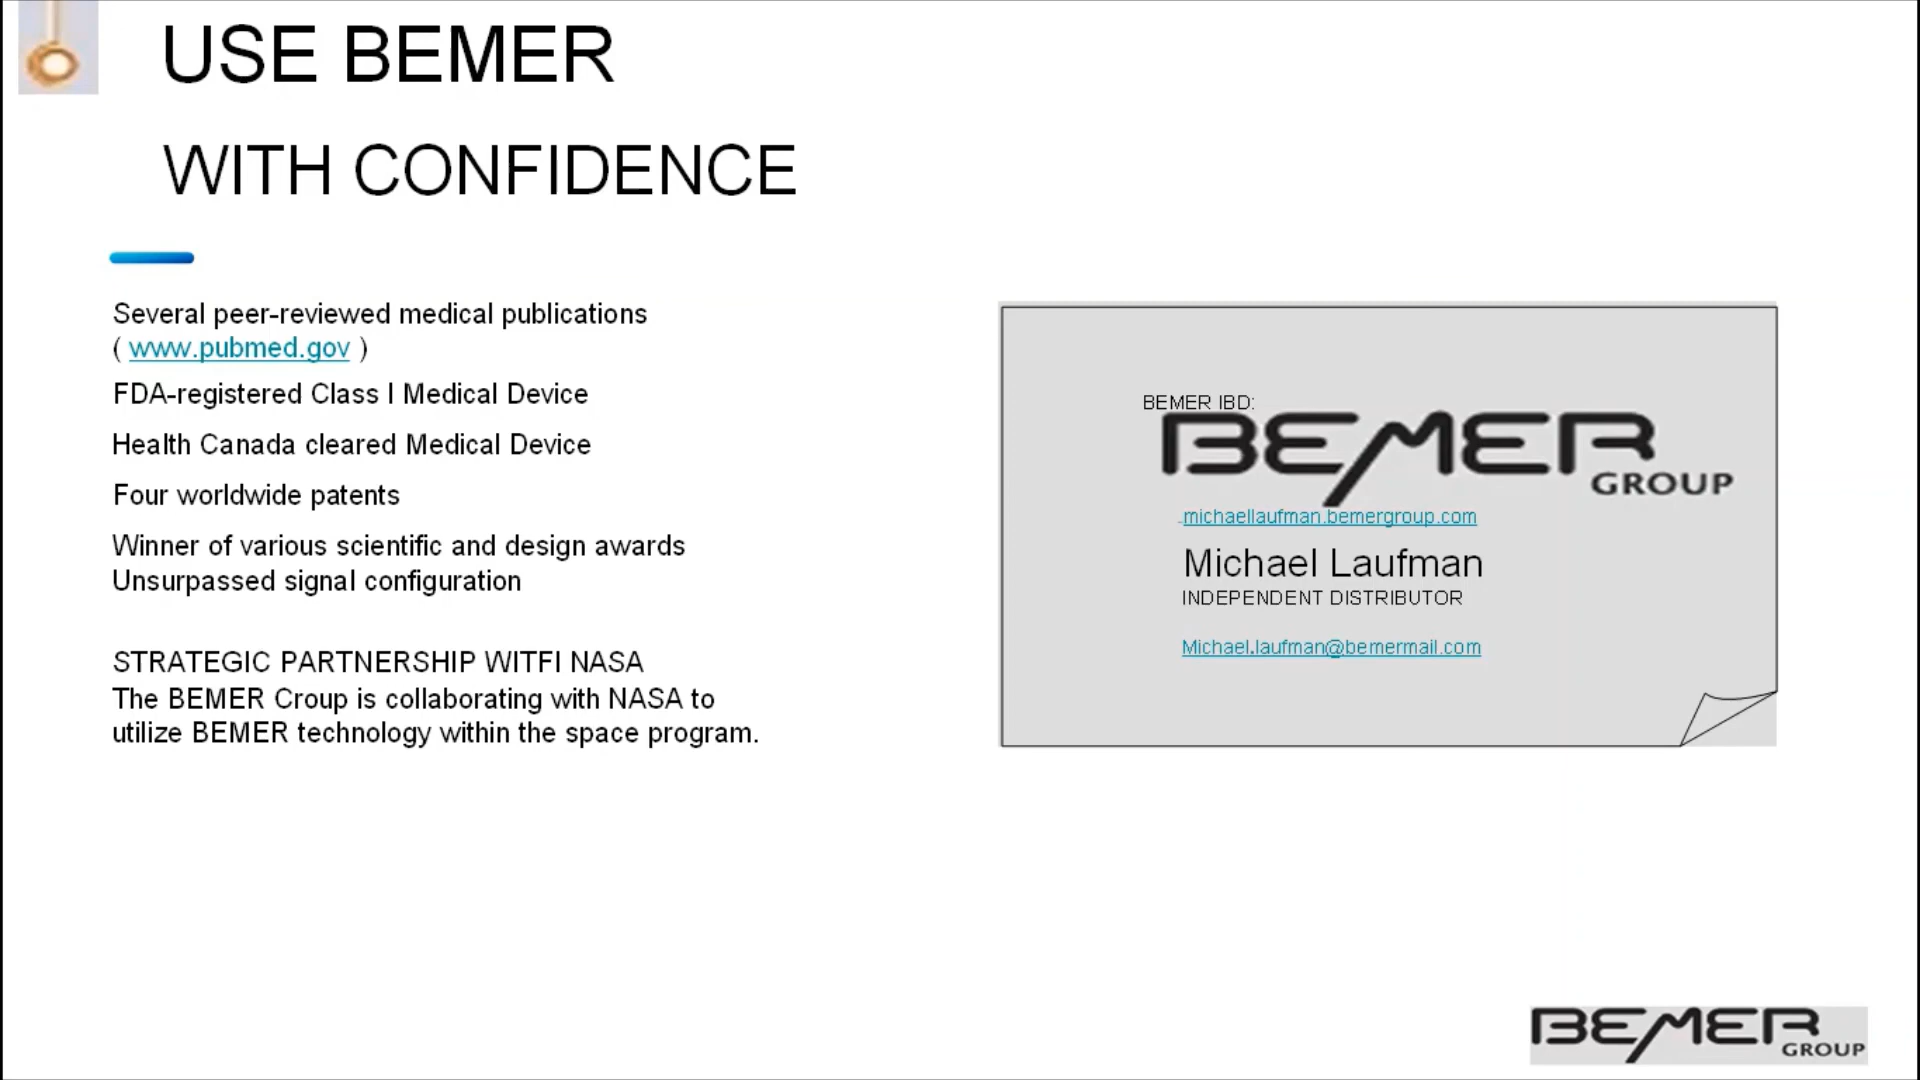 USE BEMER
WITH CONFIDENCE
Several peer-reviewed medical publications
( www.pubmed.gov )
FDA-registered Class I Medical Device
Health Canada cleared Medical Device
Four worldwide patents
Winner of various scientific and design awards
Unsurpassed signal configuration
STRATEGIC PARTNERSHIP WITFI NASA
The BEMER Croup is collaborating with NASA to
utilize BEMER technology within the space program.
BEMER IBD:
BEMER
GROUP
michaellaufman.bemergroup.com
Michael Laufman
INDEPENDENT DISTRIBUTOR
Michael.laufman@bemermail.com
BEMER
GROUP